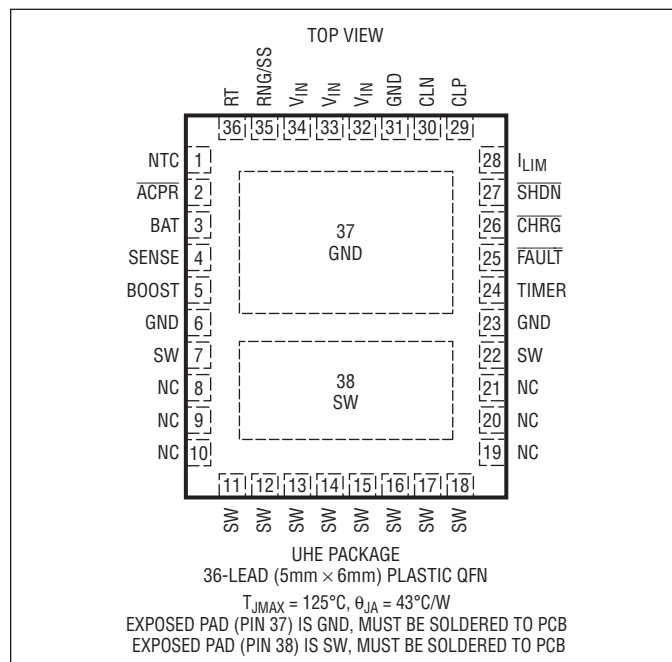 TOP VIEW
RT
RNG/SS
VIN
VIN
VIN
GND
CLN
CLP
36 35 34 33 32 31 30 29
NTC 1
ACPR 2
BAT 3
SENSE 4
BOOST 5
GND 6
SW 7
NC 8
NC 9
NC 10
37
GND
38
SW
28 ILIM
27 SHDN
26 CHRG
25 FAULT
24 TIMER
23 GND
22 SW
21 NC
20 NC
19 NC
11 12 13 14 15 16 17 18
SW
SW
SW
SW
SW
SW
SW
SW
UHE PACKAGE
36-LEAD (5mm × 6mm) PLASTIC QFN
TJMAX = 125°C, θJA = 43°C/W
EXPOSED PAD (PIN 37) IS GND, MUST BE SOLDERED TO PCB
EXPOSED PAD (PIN 38) IS SW, MUST BE SOLDERED TO PCB